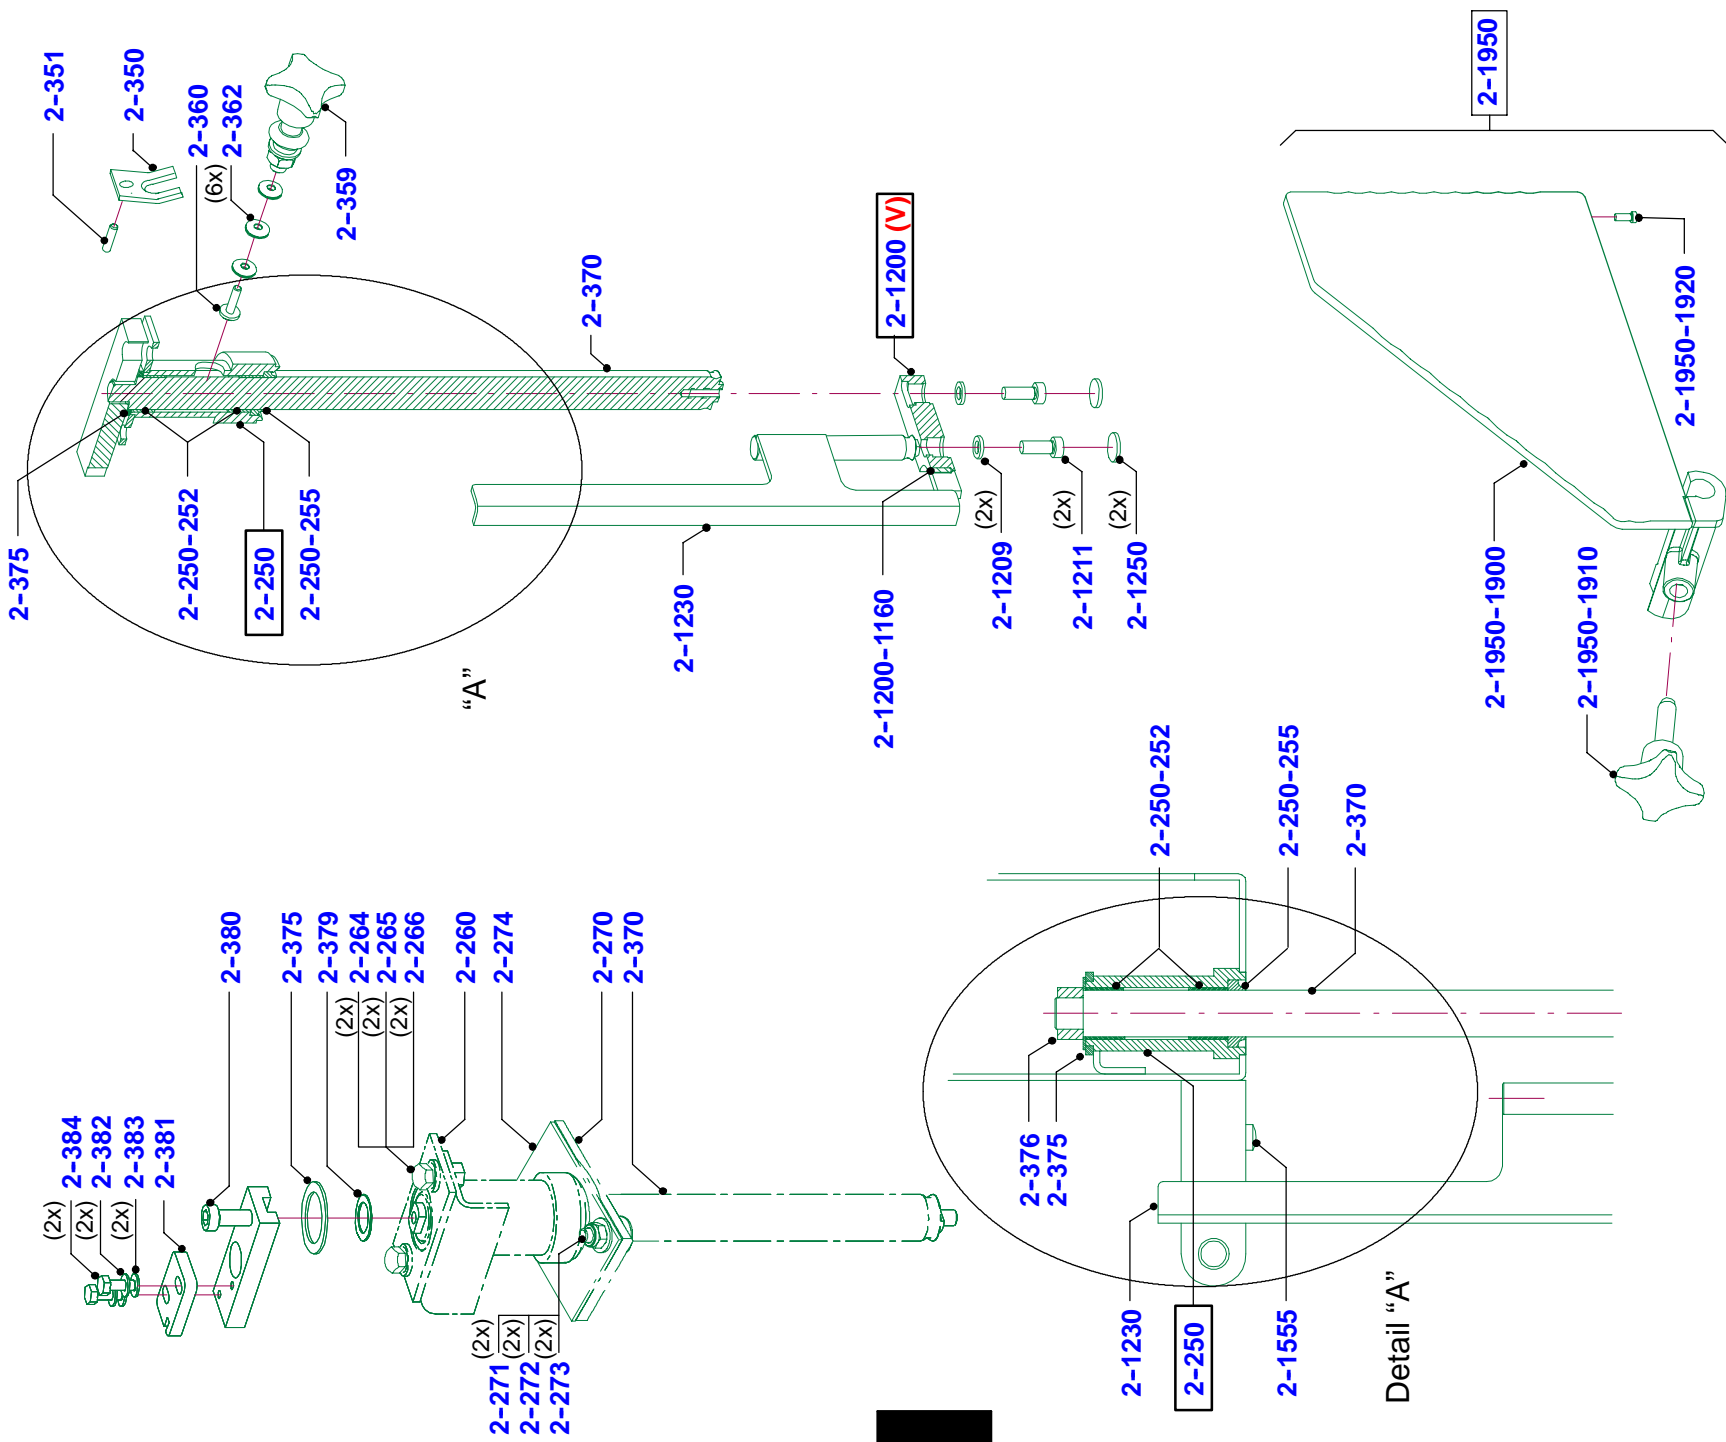 2-351
2-350
2-360
(6x) 2-362
2-359
2-375
2-250-252
2-250
2-250-255
2-370
"A"
2-1230
2-1200 (V)
2-1200-1160
2-1209 (2x)
2-1211 (2x)
2-1250 (2x)
2-1950
2-1950-1900
2-1950-1910
2-1950-1920
(2x) 2-384
(2x) 2-382
(2x) 2-383
2-381
2-380
2-375
2-379
(2x) 2-264
(2x) 2-265
(2x) 2-266
2-260
2-274
2-270
2-370
2-271 (2x)
2-272 (2x)
2-273 (2x)
2-250-252
2-250-255
2-370
2-376
2-375
2-1230
2-250
2-1555
Detail “A”